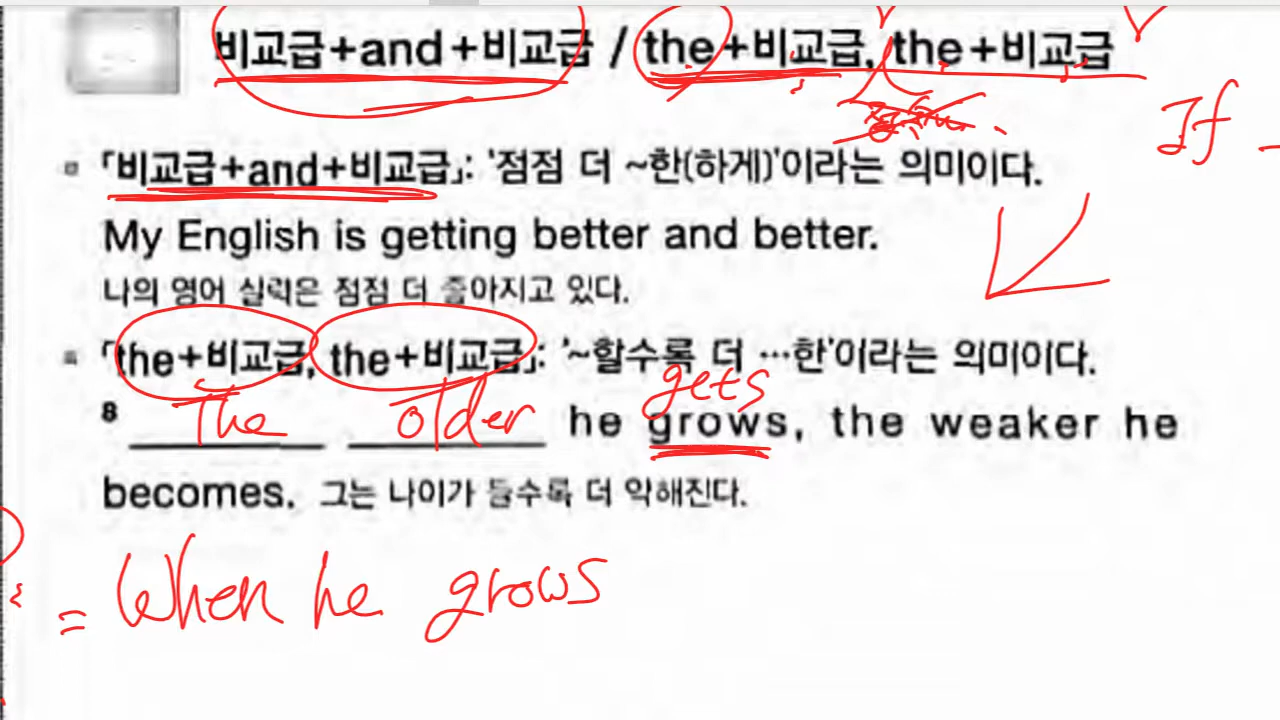 비교급+and+비교급 / the+비교급, the+비교급
If
「비교급+and+비교급」: '점점 더 ~한(하게)'이라는 의미이다.
My English is getting better and better.
나의 영어 실력은 점점 더 좋아지고 있다.
「the+비교급, the+비교급」: '~할수록 더 …한'이라는 의미이다.
gets
8 The older he grows, the weaker he
becomes. 그는 나이가 들수록 더 약해진다.
= When he grows